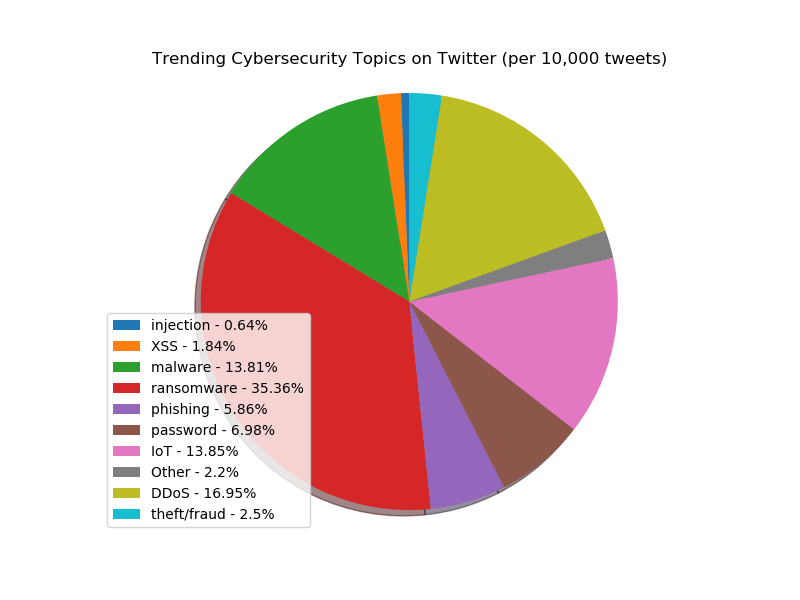 Trending Cybersecurity Topics on Twitter (per 10,000 tweets)
injection - 0.64%
XSS - 1.84%
malware - 13.81%
ransomware - 35.36%
phishing - 5.86%
password - 6.98%
IoT - 13.85%
Other - 2.2%
DDoS - 16.95%
theft/fraud - 2.5%